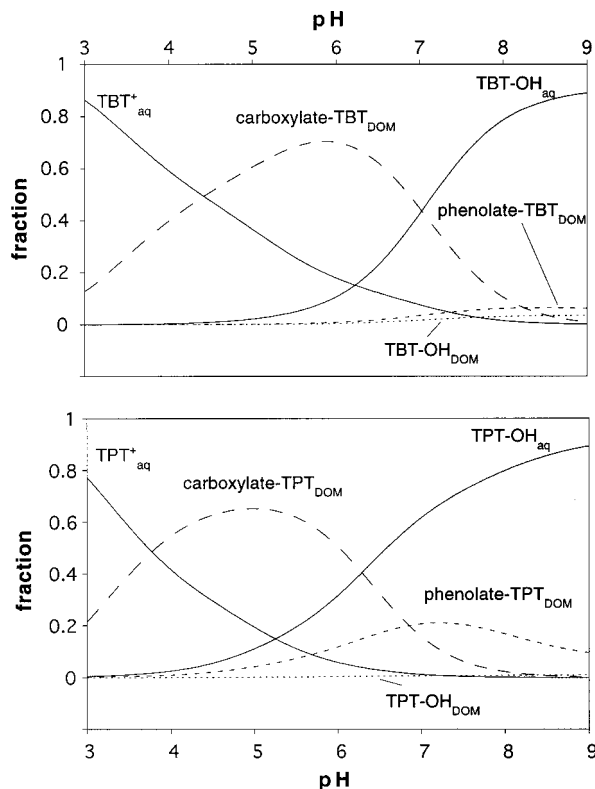 pH
3 4 5 6 7 8 9
1
TBT+aq
TBT-OHaq
0.8
carboxylate-TBTDOM
0.6
phenolate-TBTDOM
0.4
0.2
0
TBT-OHDOM
fraction
1
TPT+aq
TPT-OHaq
0.8
carboxylate-TPTDOM
0.6
0.4
phenolate-TPTDOM
0.2
0
TPT-OHDOM
fraction
3 4 5 6 7 8 9
pH